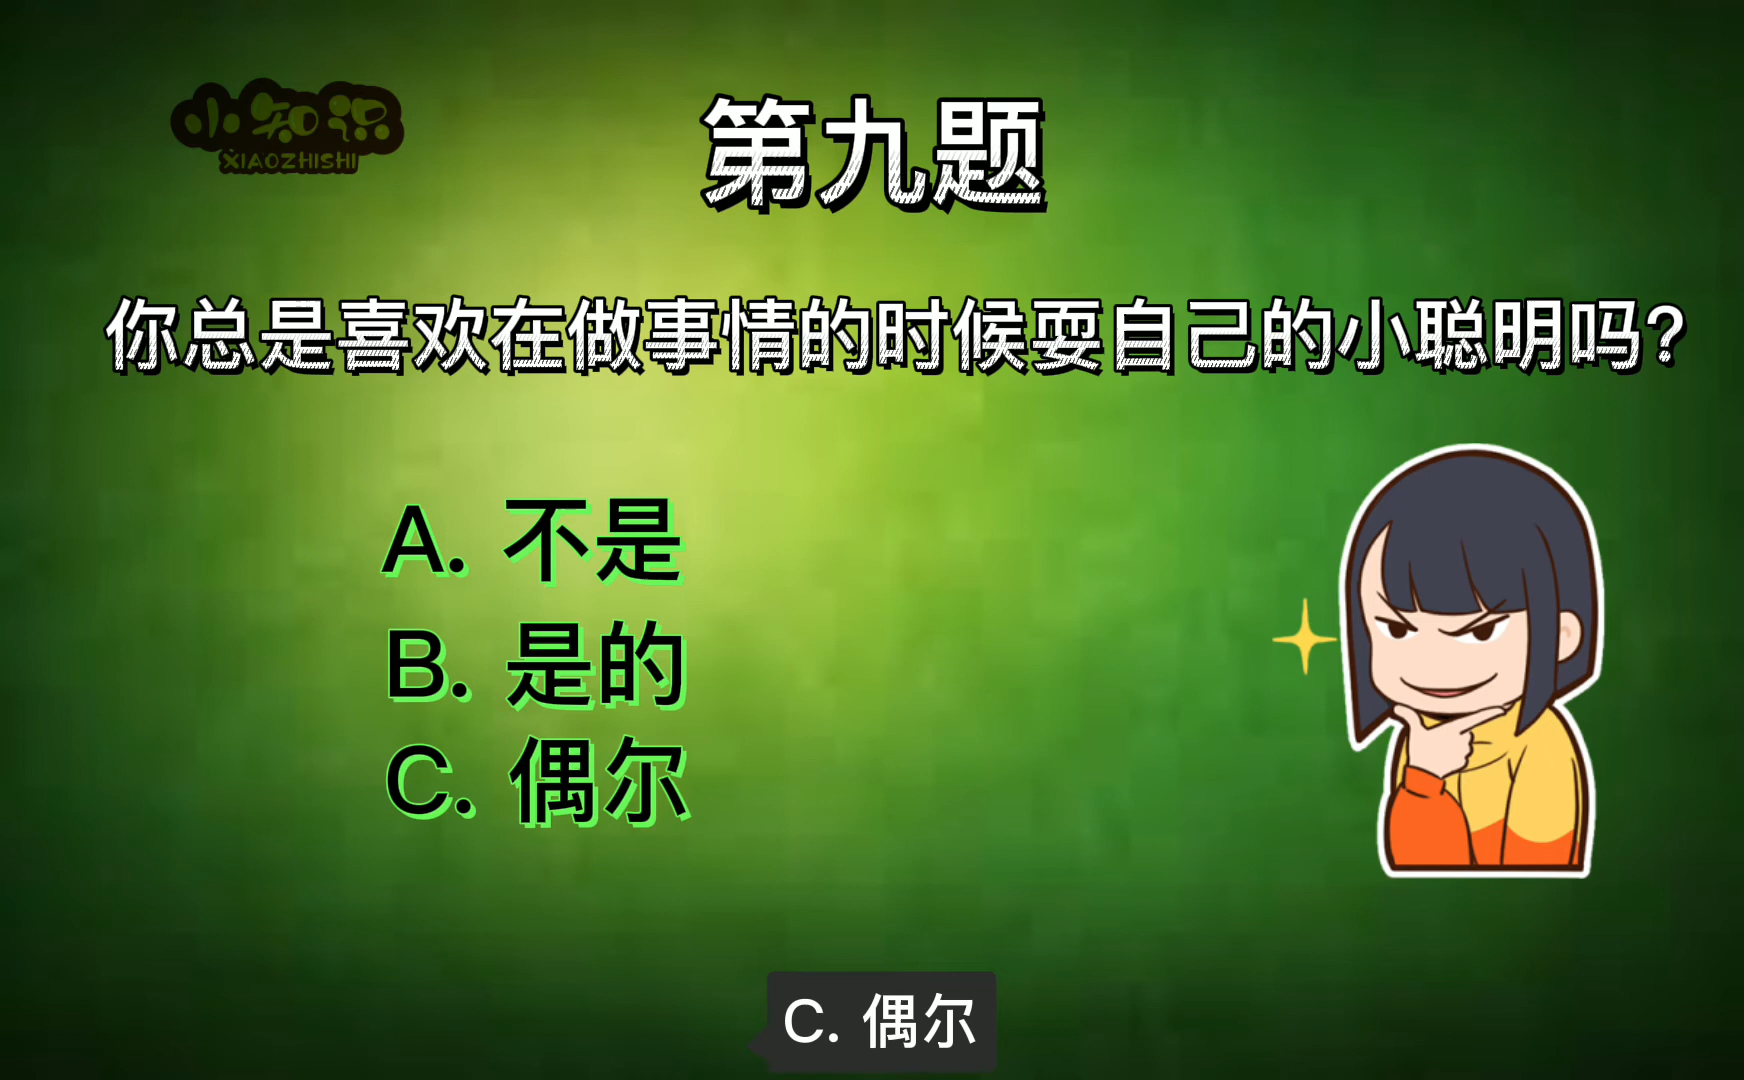 小知识
XIAOZHISHI
第九题
你总是喜欢在做事情的时候耍自己的小聪明吗?
A. 不是
B. 是的
C. 偶尔
C. 偶尔